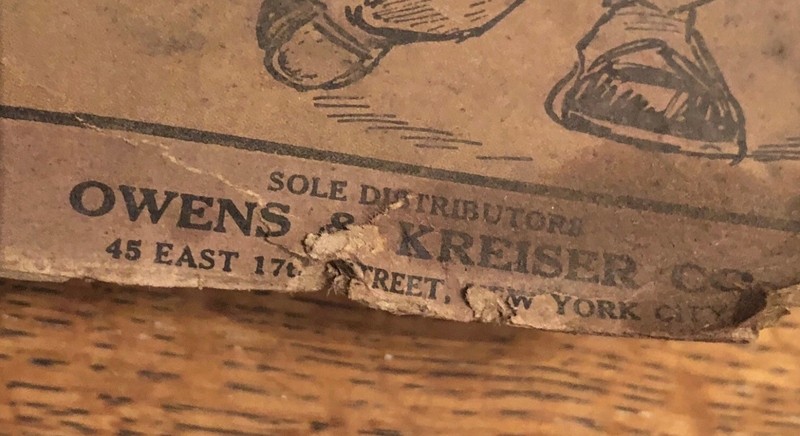 SOLE DISTRIBUTORS
OWENS & KREISER CO.
45 EAST 17th STREET, NEW YORK CITY